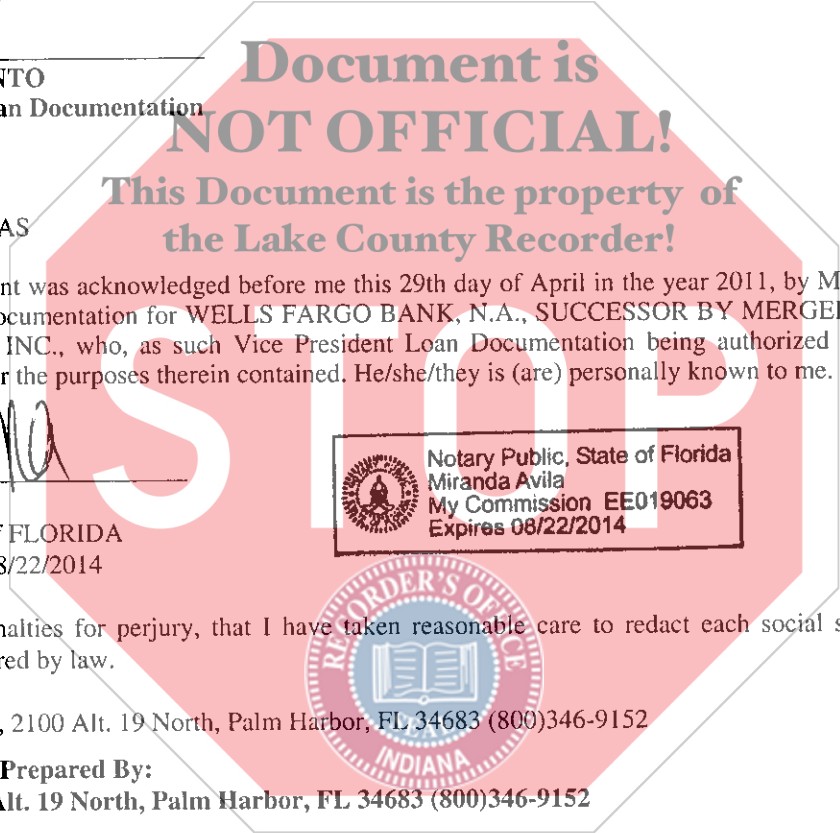 NTO
an Documentation
Document is
NOT OFFICIAL!
This Document is the property of
the Lake County Recorder!
AS
nt was acknowledged before me this 29th day of April in the year 2011, by M
ocumentation for WELLS FARGO BANK, N.A., SUCCESSOR BY MERGE
INC., who, as such Vice President Loan Documentation being authorized
r the purposes therein contained. He/she/they is (are) personally known to me.
STOP
Notary Public, State of Florida
Miranda Avila
My Commission EE019063
Expires 08/22/2014
FLORIDA
8/22/2014
RECORDER'S OFFICE
INDIANA
nalties for perjury, that I have taken reasonable care to redact each social s
red by law.
, 2100 Alt. 19 North, Palm Harbor, FL 34683 (800)346-9152
Prepared By:
Alt. 19 North, Palm Harbor, FL 34683 (800)346-9152